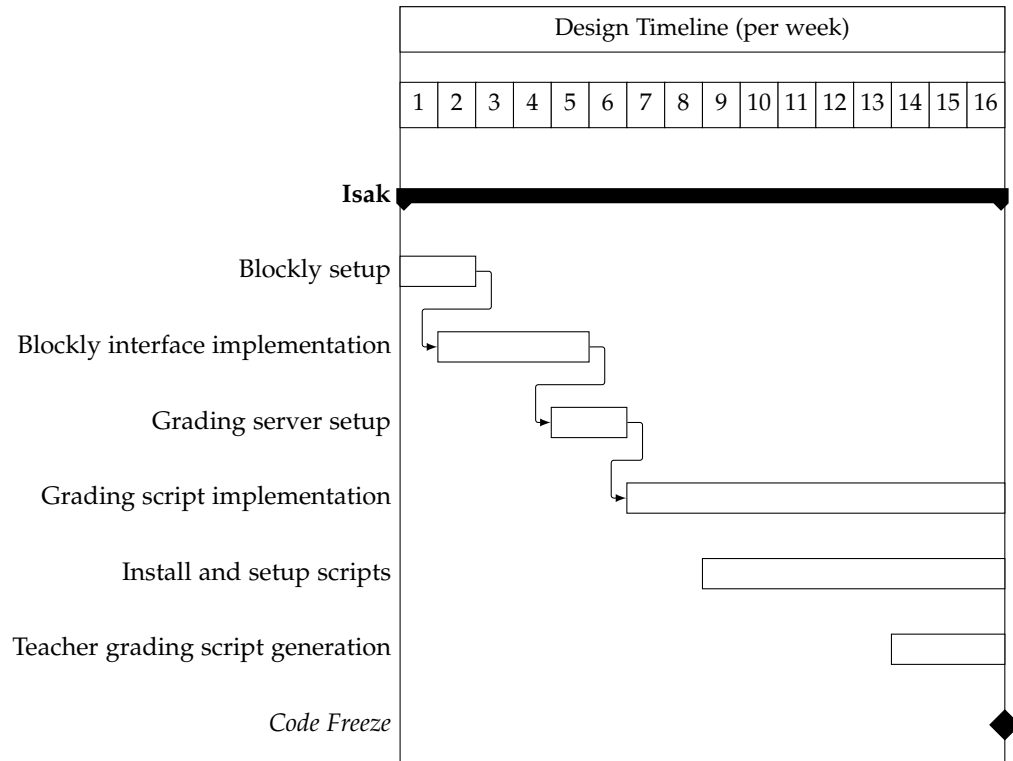 Design Timeline (per week)
1 2 3 4 5 6 7 8 9 10 11 12 13 14 15 16
Isak
Blockly setup
Blockly interface implementation
Grading server setup
Grading script implementation
Install and setup scripts
Teacher grading script generation
Code Freeze